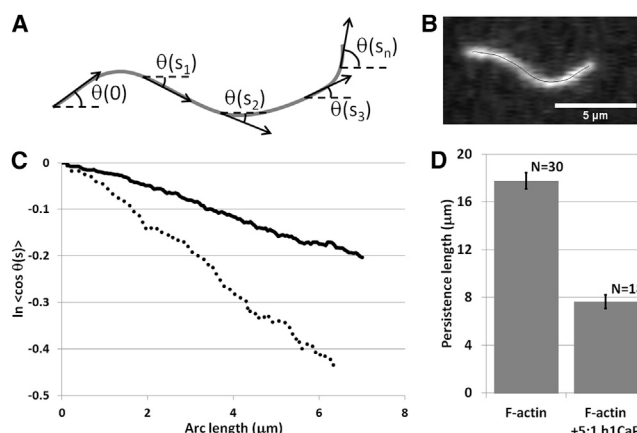 A
θ(0)
θ(s₁)
θ(s₂)
θ(s₃)
θ(sₙ)
B
5 µm
C
ln <cos θ(s)>
0
-0.1
-0.2
-0.3
-0.4
-0.5
0 2 4 6 8
Arc length (µm)
D
Persistence length (µm)
20
16
12
8
4
0
N=30
F-actin
F-actin